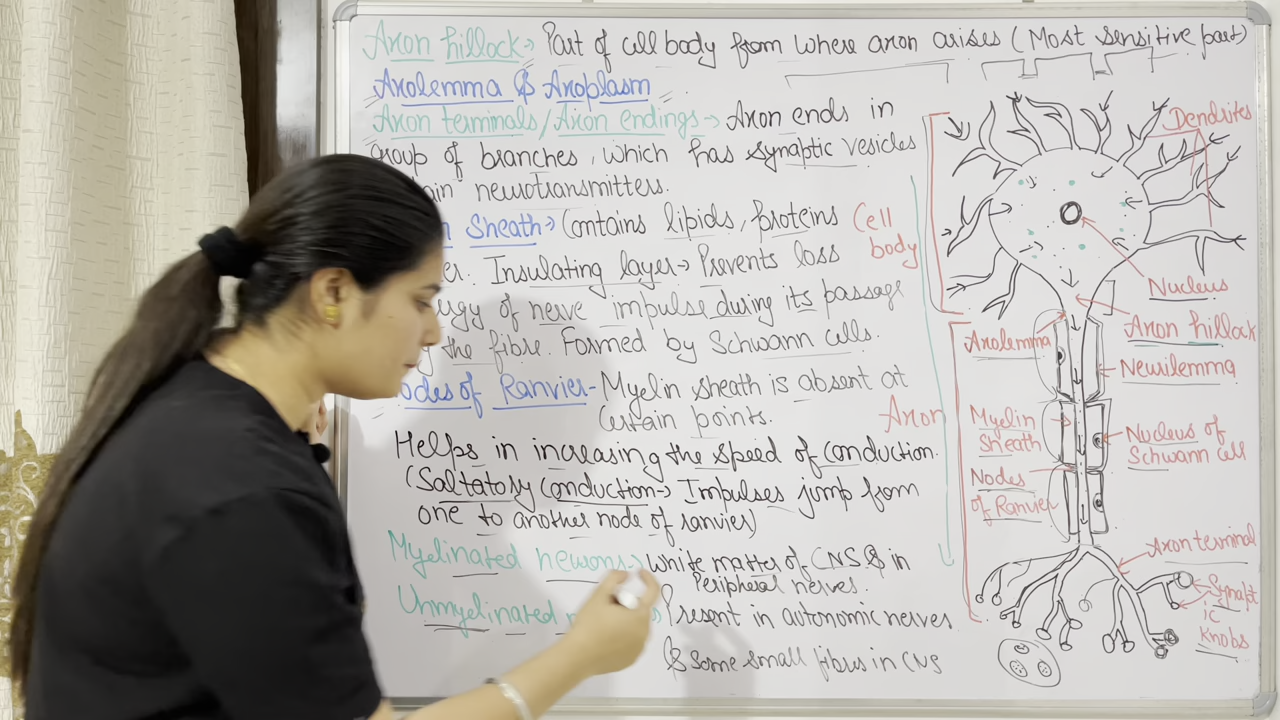 Axon hillock → Part of cell body from where axon arises (Most sensitive part)
Axolemma & Axoplasm
Axon terminals/Axon endings → Axon ends in
group of branches, which has synaptic vesicles
neurotransmitters.
Sheath → Contains lipids, proteins
Insulating layer → Prevents loss
of nerve impulse during its passage
the fibre. Formed by Schwann cells.
Nodes of Ranvier - Myelin sheath is absent at
certain points.
Helps in increasing the speed of conduction.
(Saltatory Conduction → Impulses jump from
one to another node of ranvier)
Myelinated neurons → White matter of CNS & in
Peripheral nerves.
Unmyelinated Present in autonomic nerves
& Some small fibres in CNS
Dendrites
Cell
body
Nucleus
Axon hillock
Axolemma
Neurilemma
Axon
Myelin
Sheath
Nucleus of
Schwann cell
Nodes
of Ranvier
Axon terminal
Synapt
ic
Knobs